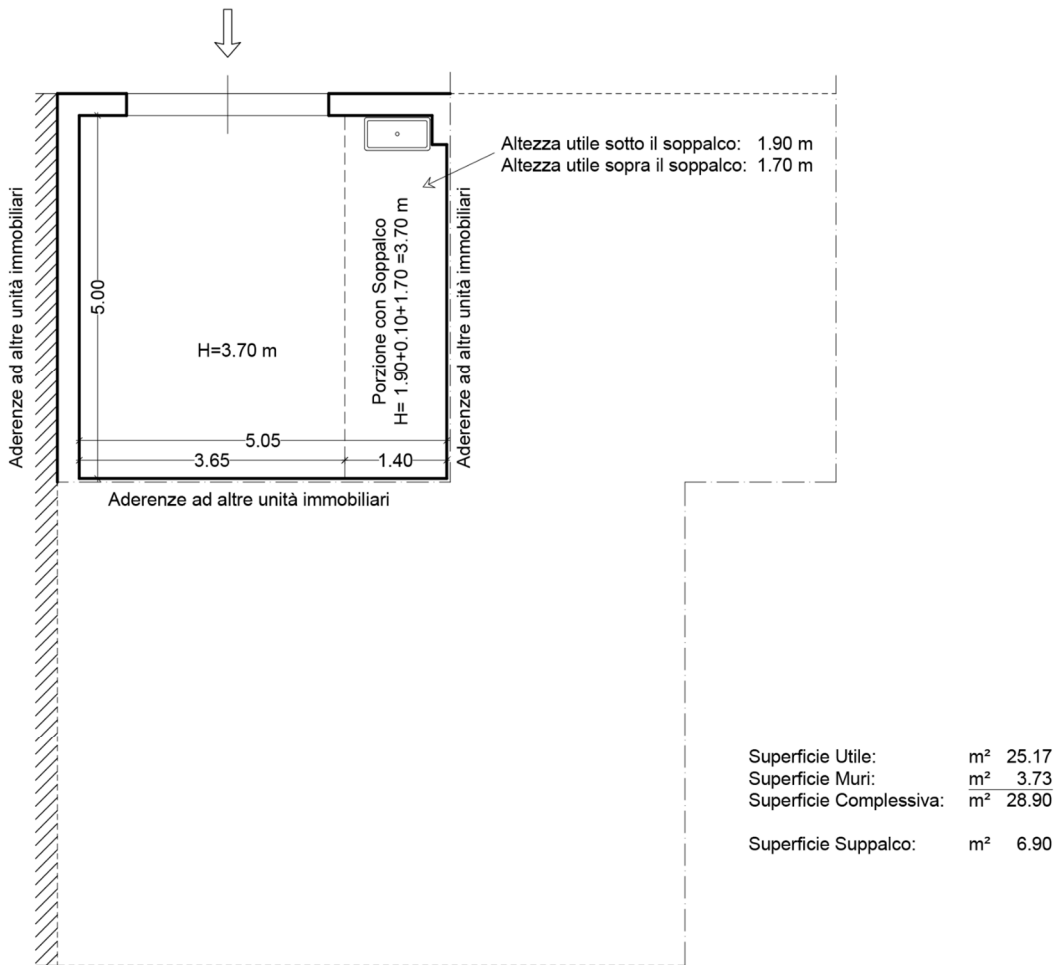 Altezza utile sotto il soppalco: 1.90 m
Altezza utile sopra il soppalco: 1.70 m
Aderenze ad altre unità immobiliari
5.00
H=3.70 m
Porzione con Soppalco
H= 1.90+0.10+1.70 =3.70 m
Aderenze ad altre unità immobiliari
5.05
3.65
1.40
Aderenze ad altre unità immobiliari
Superficie Utile: m² 25.17
Superficie Muri: m² 3.73
Superficie Complessiva: m² 28.90
Superficie Suppalco: m² 6.90